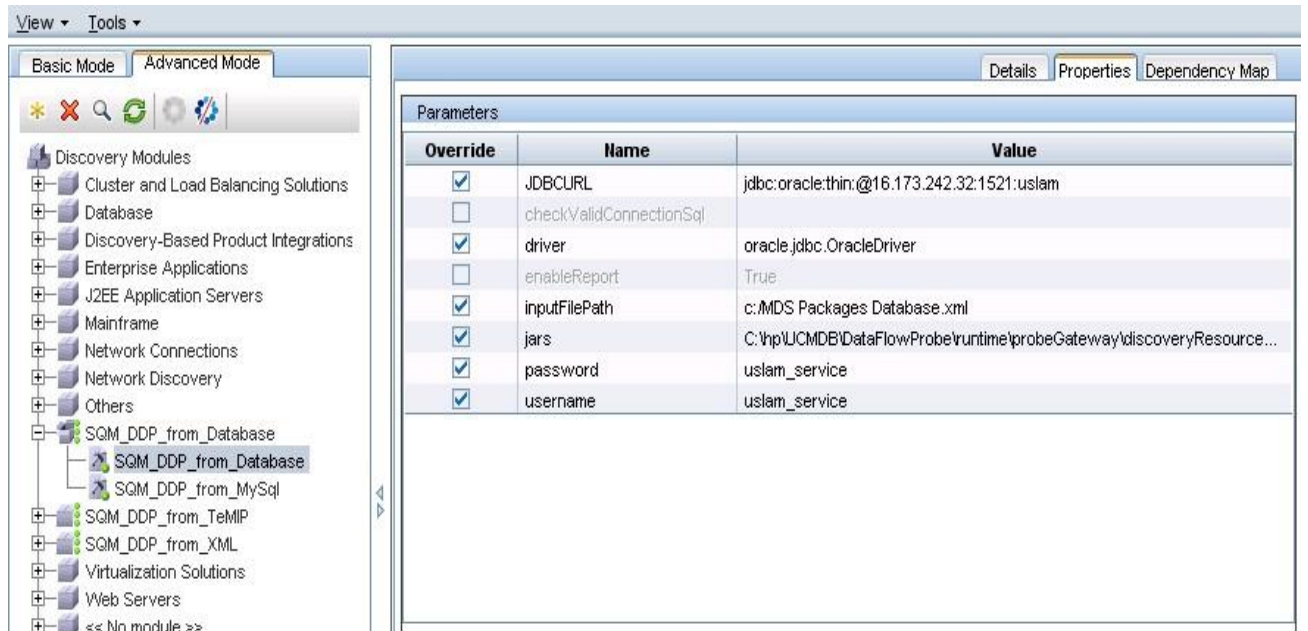 View Tools
Basic Mode Advanced Mode
Discovery Modules
Cluster and Load Balancing Solutions
Database
Discovery-Based Product Integrations
Enterprise Applications
J2EE Application Servers
Mainframe
Network Connections
Network Discovery
Others
SQM_DDP_from_Database
SQM_DDP_from_Database
SQM_DDP_from_MySql
SQM_DDP_from_TeMIP
SQM_DDP_from_XML
Virtualization Solutions
Web Servers
<< No module >>
Details Properties Dependency Map
Parameters
Override Name Value
JDBCURL jdbc:oracle:thin:@16.173.242.32:1521:uslam
checkValidConnectionSql
driver oracle.jdbc.OracleDriver
enableReport True
inputFilePath c:/MDS Packages Database.xml
jars C:\hp\UCMDB\DataFlowProbe\runtime\probeGateway\discoveryResource...
password uslam_service
username uslam_service